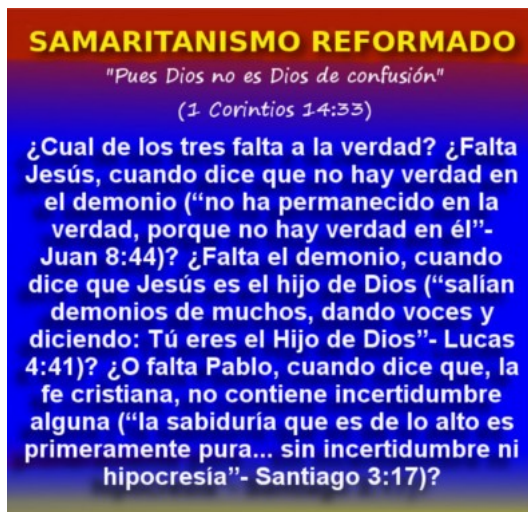 SAMARITANISMO REFORMADO
"Pues Dios no es Dios de confusión"
(1 Corintios 14:33)
¿Cual de los tres falta a la verdad? ¿Falta
Jesús, cuando dice que no hay verdad en
el demonio (“no ha permanecido en la
verdad, porque no hay verdad en él”-
Juan 8:44)? ¿Falta el demonio, cuando
dice que Jesús es el hijo de Dios (“salían
demonios de muchos, dando voces y
diciendo: Tú eres el Hijo de Dios”- Lucas
4:41)? ¿O falta Pablo, cuando dice que, la
fe cristiana, no contiene incertidumbre
alguna (“la sabiduría que es de lo alto es
primeramente pura... sin incertidumbre ni
hipocresía”- Santiago 3:17)?